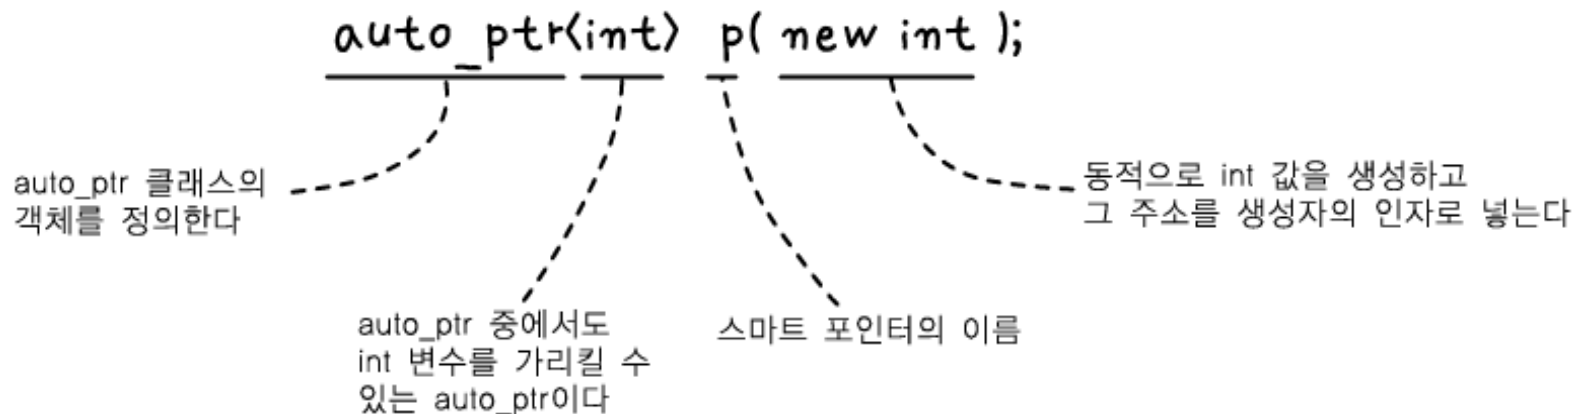 auto_ptr<int> p( new int );
auto_ptr 클래스의
객체를 정의한다
동적으로 int 값을 생성하고
그 주소를 생성자의 인자로 넣는다
auto_ptr 중에서도
int 변수를 가리킬 수
있는 auto_ptr이다
스마트 포인터의 이름